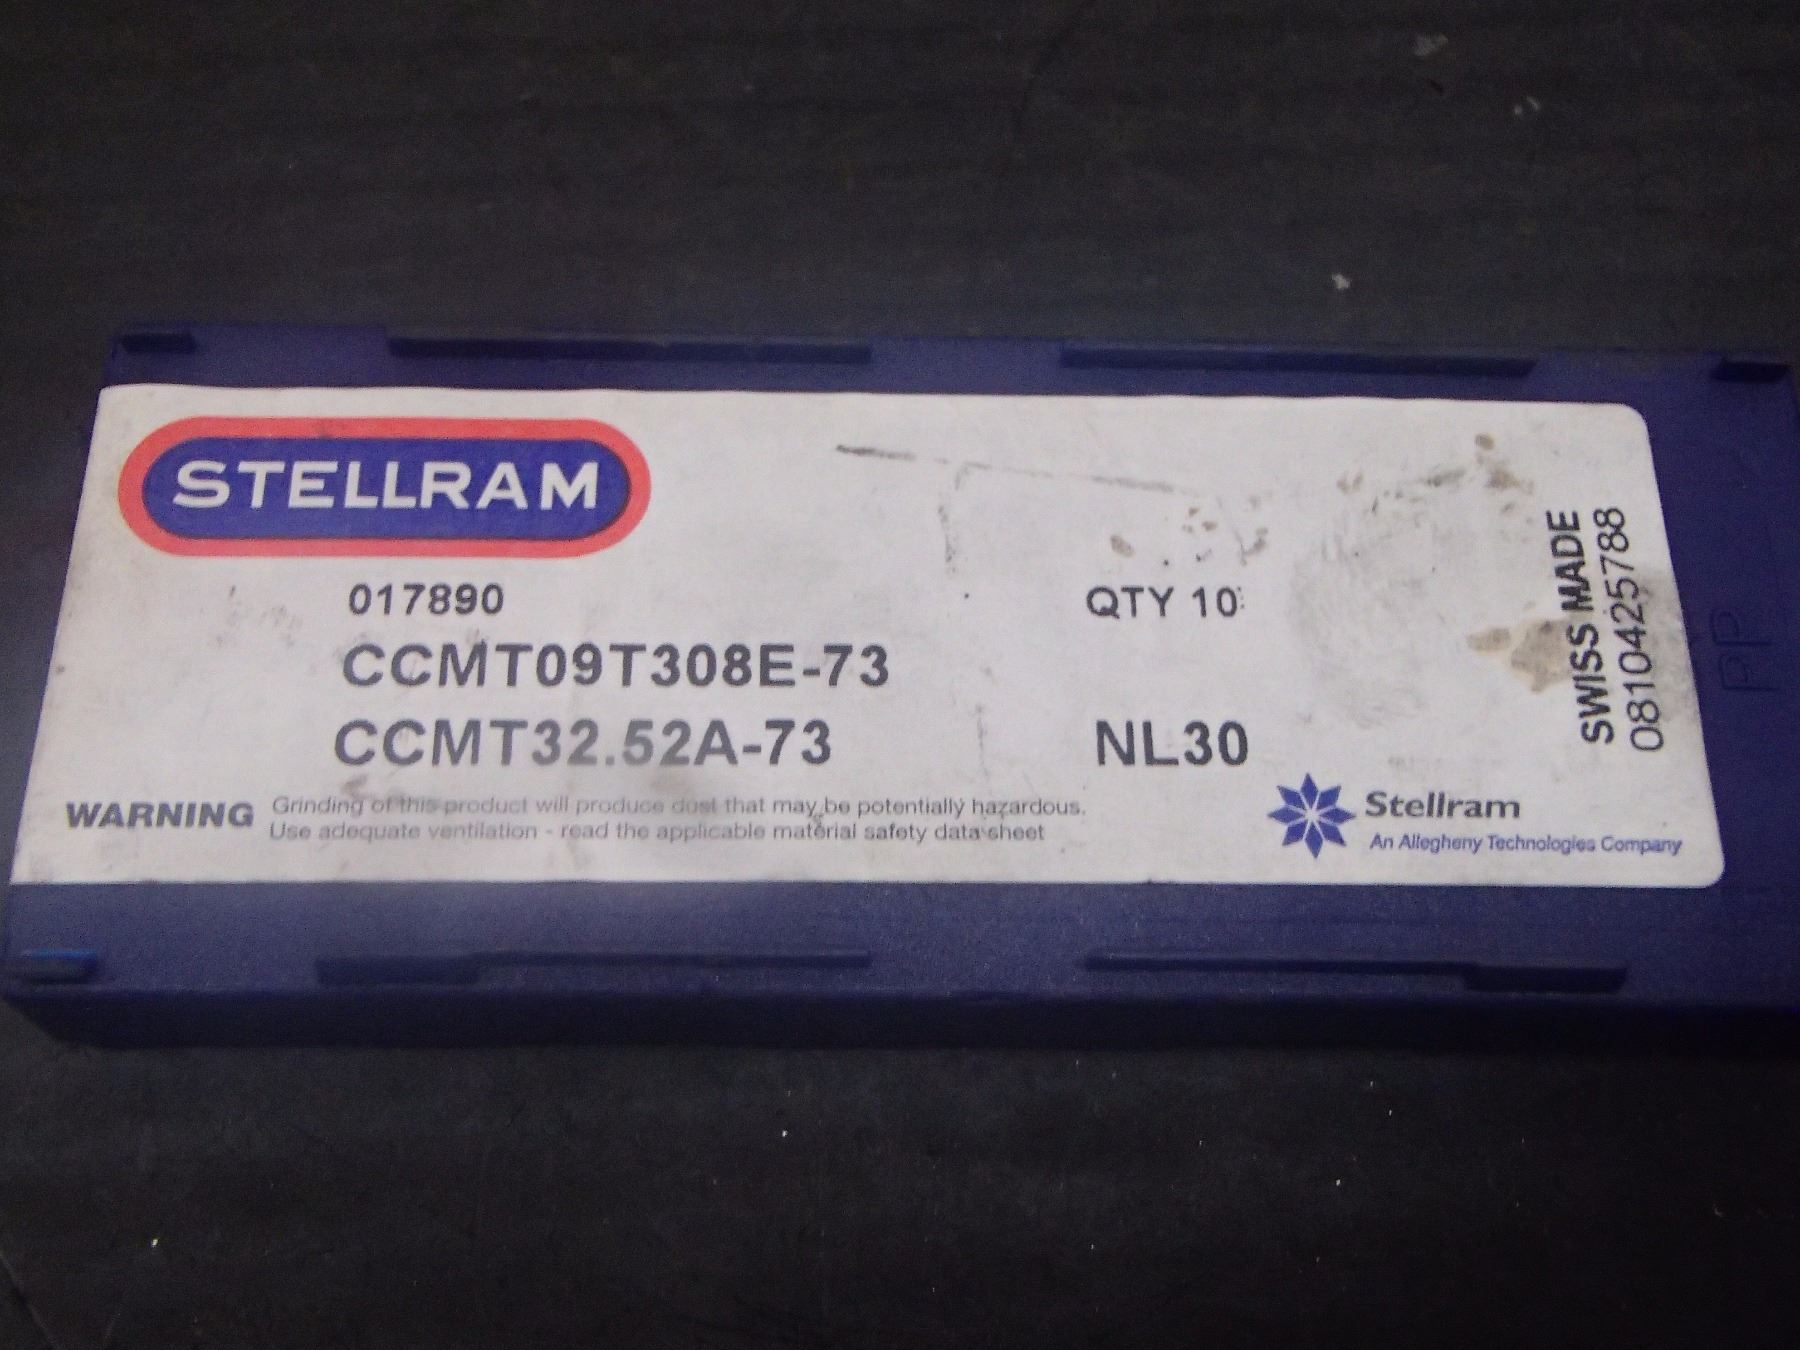 STELLRAM
017890
QTY 10
CCMT09T308E-73
CCMT32.52A-73
NL30
WARNING
Grinding of this product will produce dust that may be potentially hazardous.
Use adequate ventilation - read the applicable material safety data sheet
Stellram
An Allegheny Technologies Company
SWISS MADE
0810425788
PP